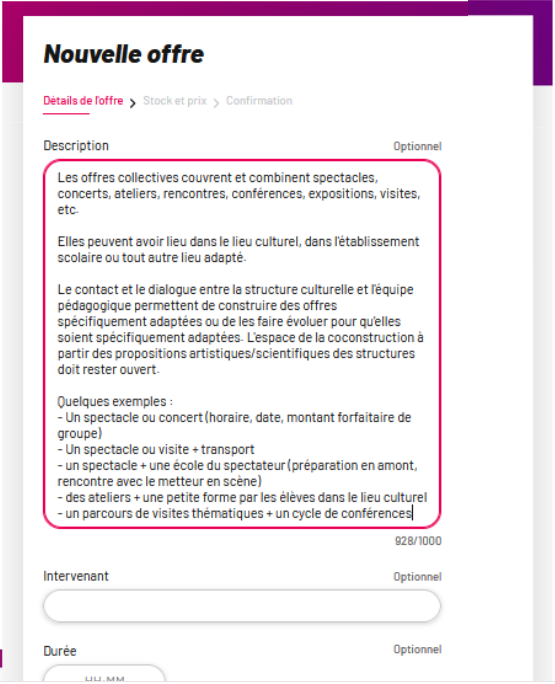 Nouvelle offre
Détails de l'offre > Stock et prix > Confirmation
Description Optionnel
Les offres collectives couvrent et combinent spectacles,
concerts, ateliers, rencontres, conférences, expositions, visites,
etc.
Elles peuvent avoir lieu dans le lieu culturel, dans l'établissement
scolaire ou tout autre lieu adapté.
Le contact et le dialogue entre la structure culturelle et l'équipe
pédagogique permettent de construire des offres
spécifiquement adaptées ou de les faire évoluer pour qu'elles
soient spécifiquement adaptées. L'espace de la coconstruction à
partir des propositions artistiques/scientifiques des structures
doit rester ouvert.
Quelques exemples :
- Un spectacle ou concert (horaire, date, montant forfaitaire de
groupe)
- Un spectacle ou visite + transport
- un spectacle + une école du spectateur (préparation en amont,
rencontre avec le metteur en scène)
- des ateliers + une petite forme par les élèves dans le lieu culturel
- un parcours de visites thématiques + un cycle de conférences
928/1000
Intervenant Optionnel
Durée Optionnel
HH:MM